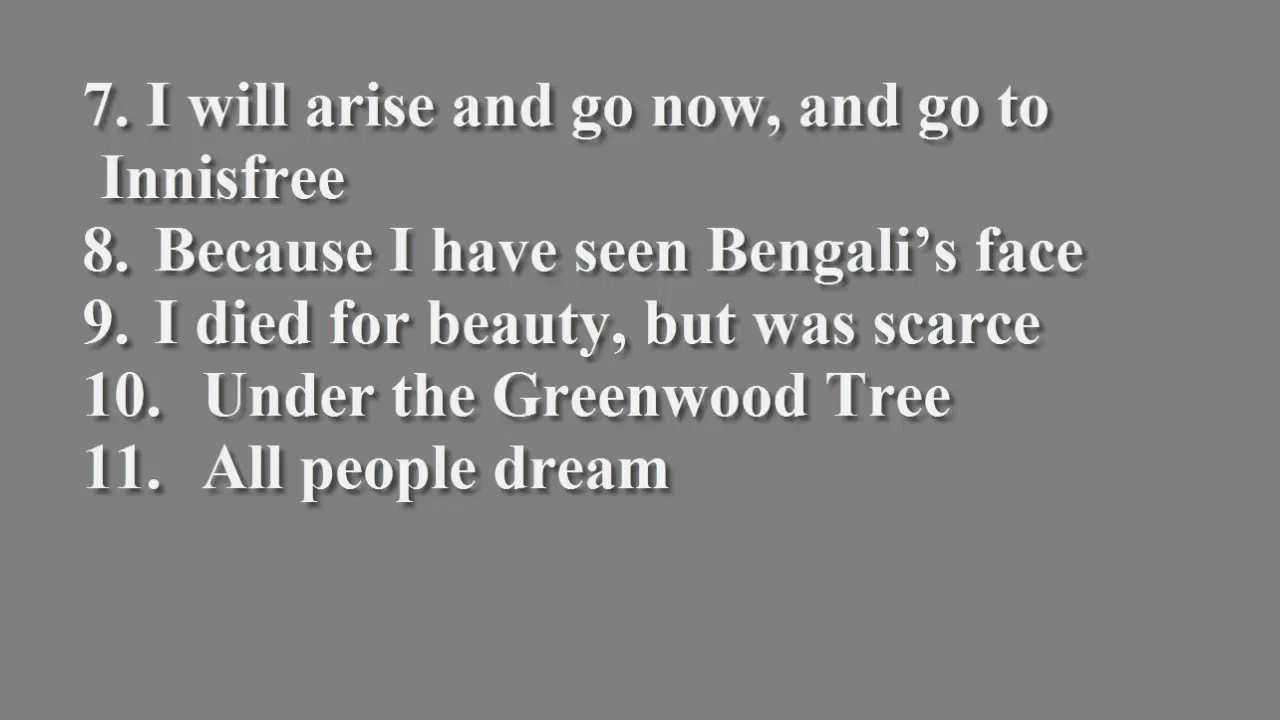 7. I will arise and go now, and go to
Innisfree
8. Because I have seen Bengali’s face
9. I died for beauty, but was scarce
10. Under the Greenwood Tree
11. All people dream